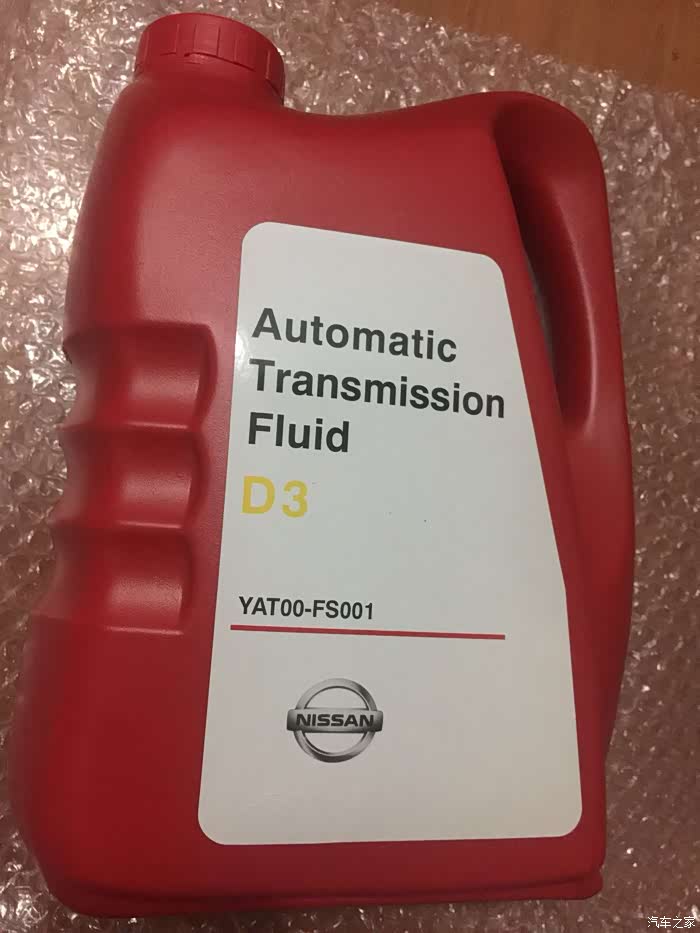 Automatic
Transmission
Fluid
D3
YAT00-FS001
NISSAN
汽车之家